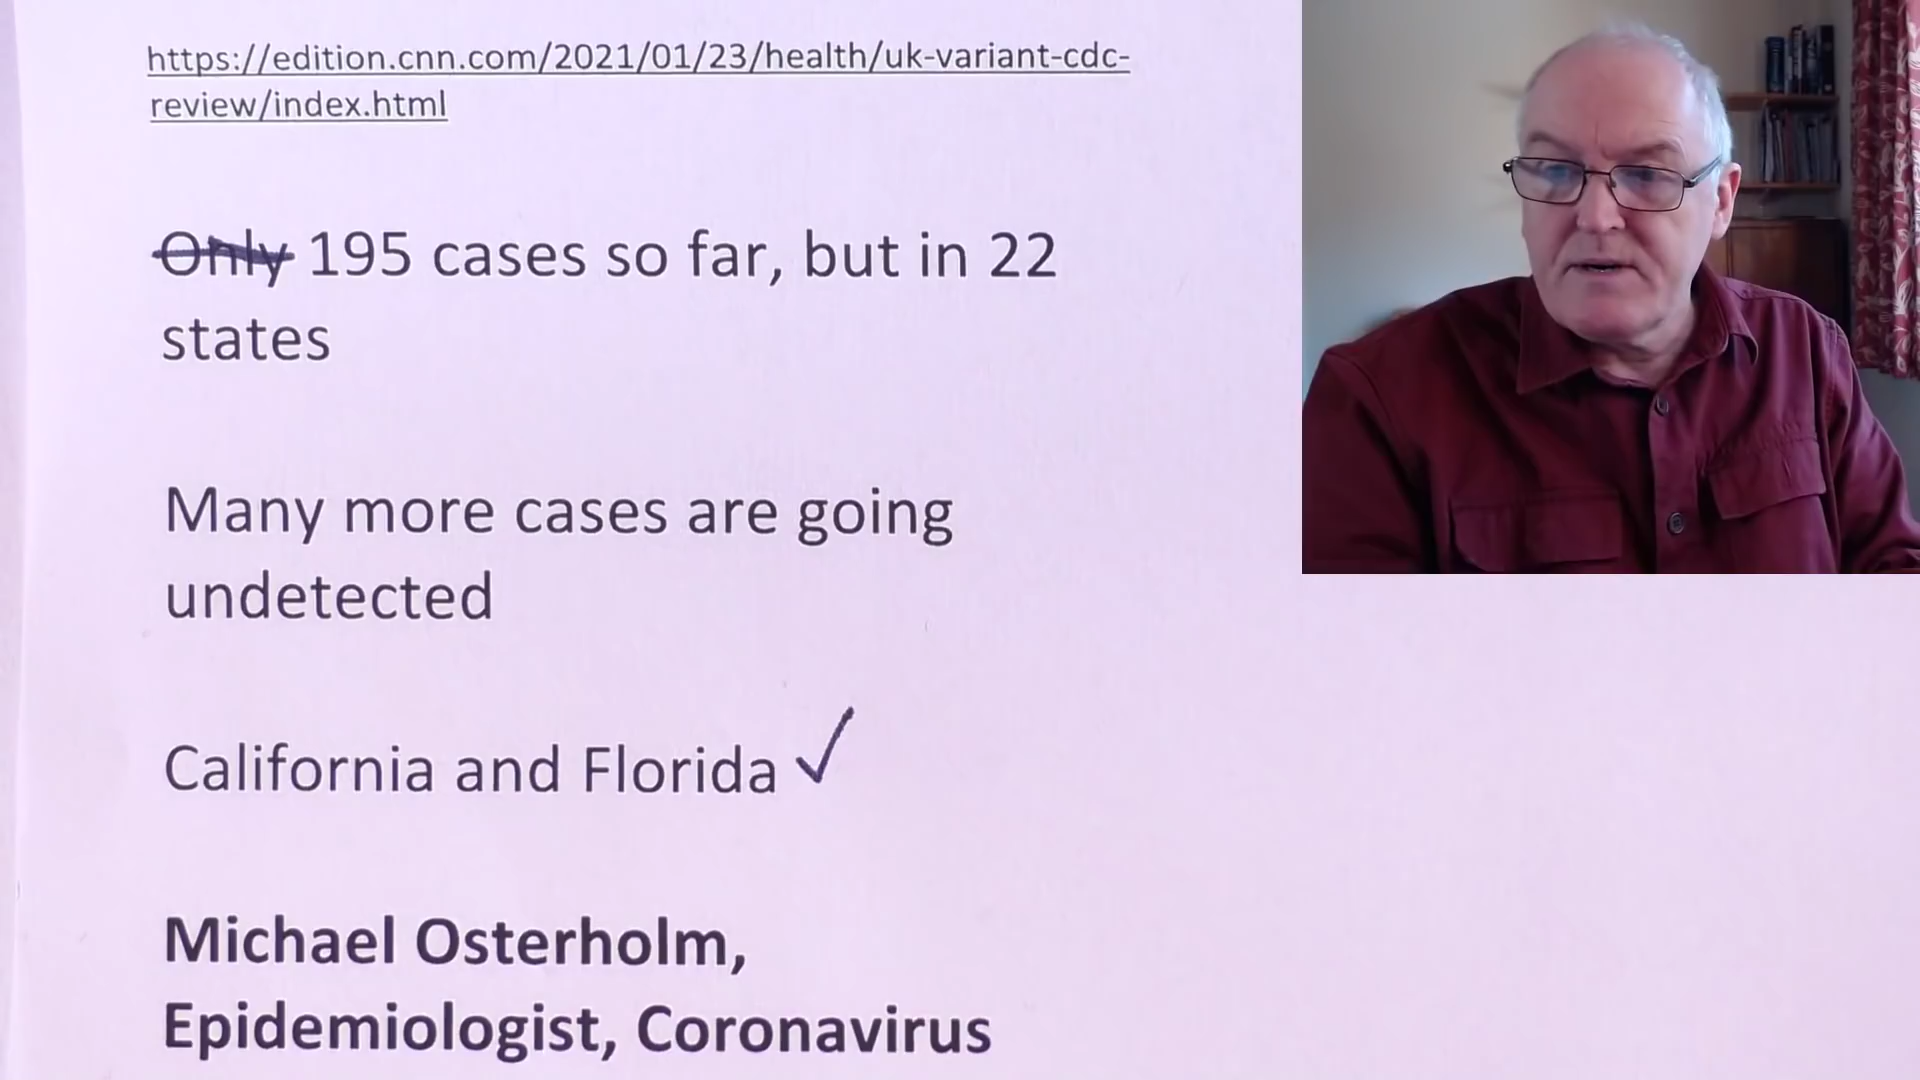 https://edition.cnn.com/2021/01/23/health/uk-variant-cdc-
review/index.html
Only 195 cases so far, but in 22
states
Many more cases are going
undetected
California and Florida ✓
Michael Osterholm,
Epidemiologist, Coronavirus